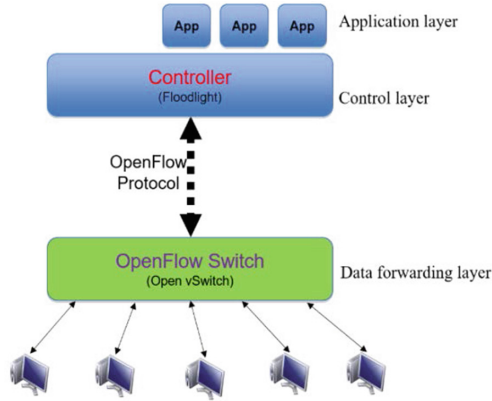 App App App
Application layer
Controller
(Floodlight)
Control layer
OpenFlow
Protocol
OpenFlow Switch
(Open vSwitch)
Data forwarding layer